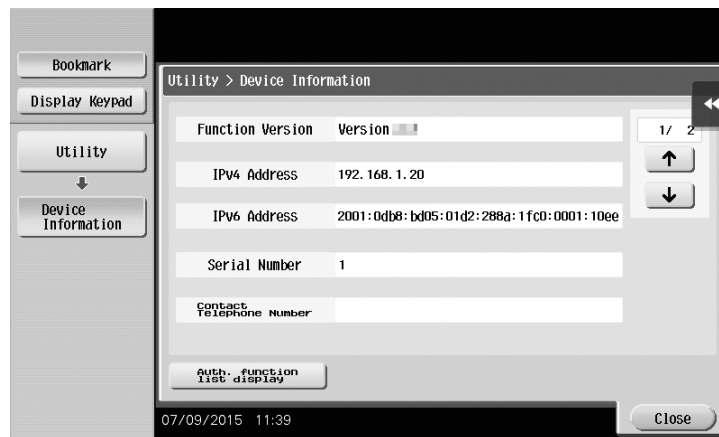 Bookmark
Display Keypad
Utility
Device
Information
Utility > Device Information
Function Version Version
1/ 2
IPv4 Address 192.168.1.20
IPv6 Address 2001:0db8:bd05:01d2:288a:1fc0:0001:10ee
Serial Number 1
Contact
Telephone Number
Auth. function
list display
07/09/2015 11:39
Close